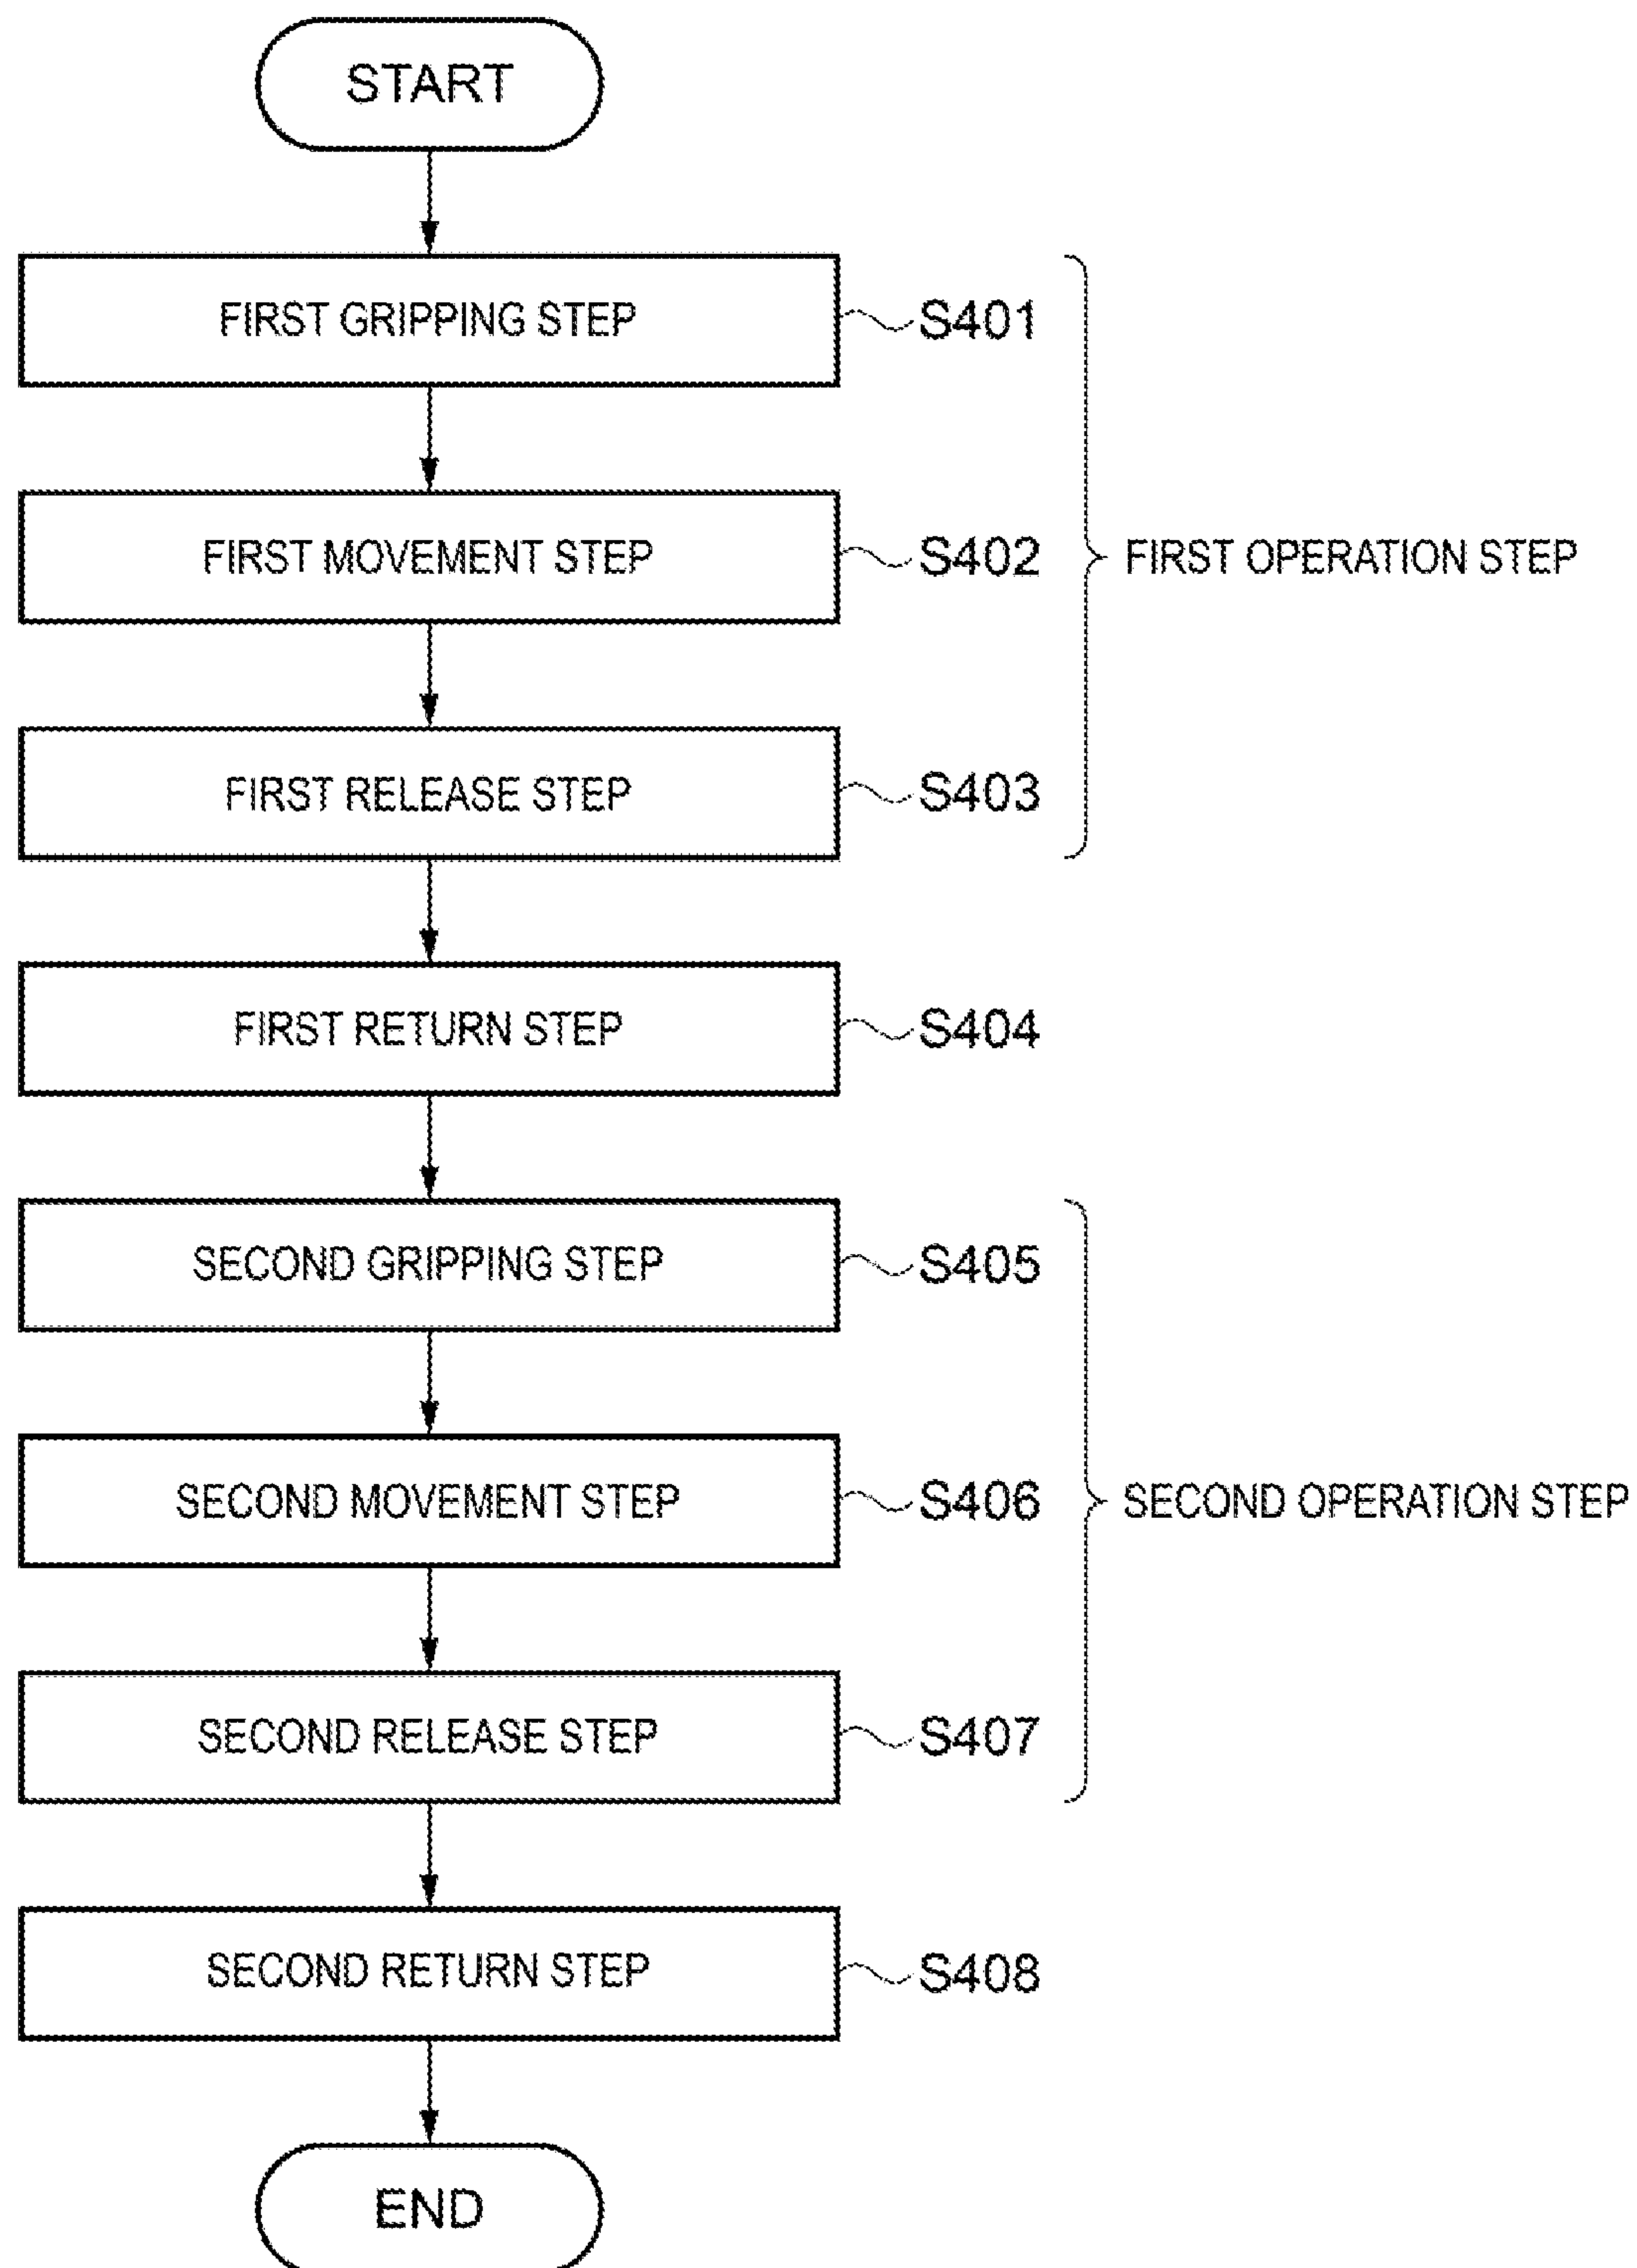 START
FIRST GRIPPING STEP
S401
FIRST MOVEMENT STEP
S402
FIRST OPERATION STEP
FIRST RELEASE STEP
S403
FIRST RETURN STEP
S404
SECOND GRIPPING STEP
S405
SECOND MOVEMENT STEP
S406
SECOND OPERATION STEP
SECOND RELEASE STEP
S407
SECOND RETURN STEP
S408
END